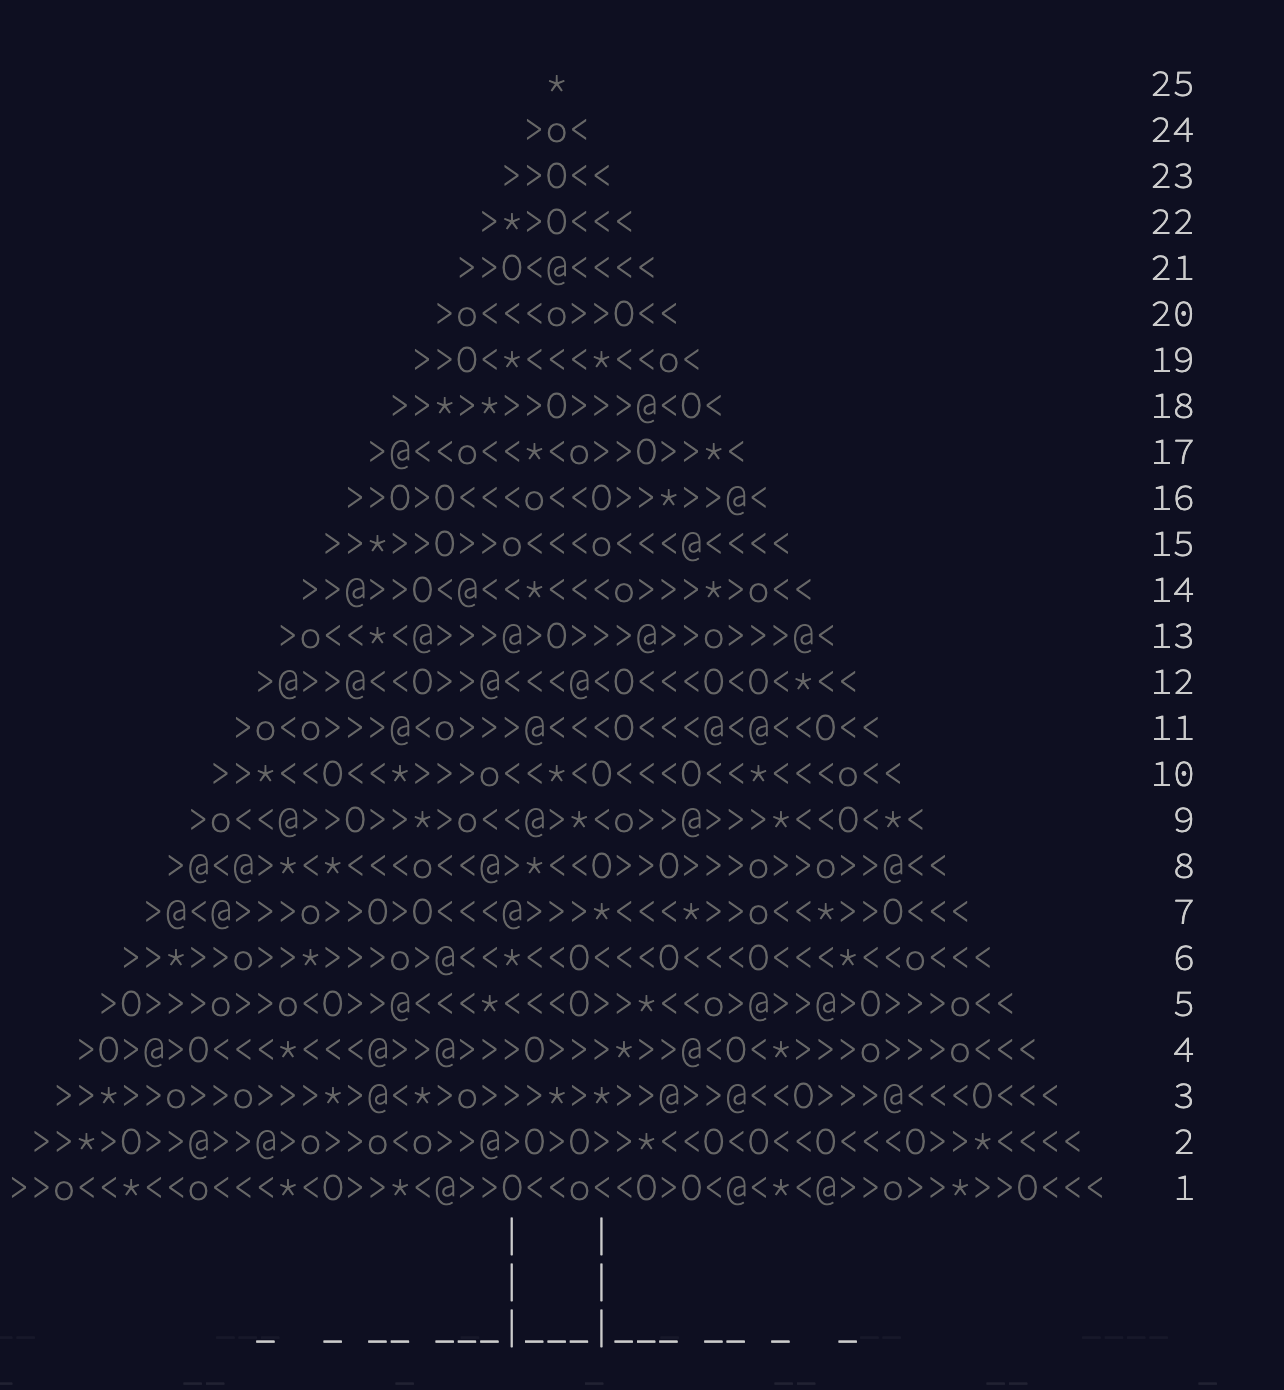 *                           25
                       >o<                          24
                      >>O<<                         23
                     >*>O<<<                        22
                    >>O<@<<<<                       21
                   >o<<<o>>O<<                      20
                  >>O<*<<<*<<o<                     19
                 >>*>*>>O>>>@<O<                    18
                >@<<o<<*<o>>O>>*<                   17
               >>O>O<<<o<<O>>*>>@<                  16
              >>*>>O>>o<<<o<<<@<<<<                 15
             >>@>>O<@<<*<<<o>>>*>o<<                14
            >o<<*<@>>>@>O>>>@>>o>>>@<               13
           >@>>@<<O>>@<<<@<O<<<O<O<*<<              12
          >o<o>>>@<o>>>@<<<O<<<@<@<<O<<             11
         >>*<<O<<*>>>o<<*<O<<<O<<*<<<o<<            10
        >o<<@>>O>>*>o<<@>*<o>>@>>>*<<O<*<            9
       >@<@>*<*<<<o<<@>*<<O>>O>>>o>>o>>@<<           8
      >@<@>>>o>>O>O<<<@>>>*<<<*>>o<<*>>O<<<          7
     >>*>>o>>*>>>o>@<<*<<O<<<O<<<O<<<*<<o<<<         6
    >O>>>o>>o<O>>@<<<*<<<O>>*<<o>@>>@>O>>>o<<        5
   >O>@>O<<<*<<<@>>@>>>O>>>*>>@<O<*>>>o>>>o<<<       4
  >>*>>o>>o>>>*>@<*>o>>>*>*>>@>>@<<O>>>@<<<O<<<      3
 >>*>O>>@>>@>o>>o<o>>@>O>O>>*<<O<O<<O<<<O>>*<<<<     2
>>o<<*<<o<<<*<O>>*<@>>O<<o<<O>O<@<*<@>>o>>*>>O<<<    1
                      |   |
                      |   |
           _  _ __ ___|___|___ __ _  _